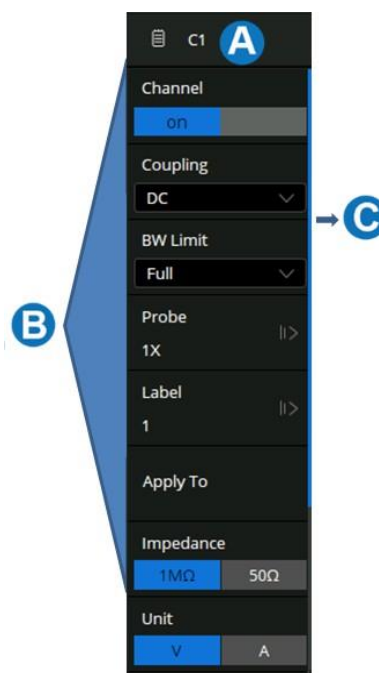 C1 A
Channel
on
Coupling
DC
C
BW Limit
Full
B
Probe
1X
Label
1
Apply To
Impedance
1MΩ 50Ω
Unit
V A